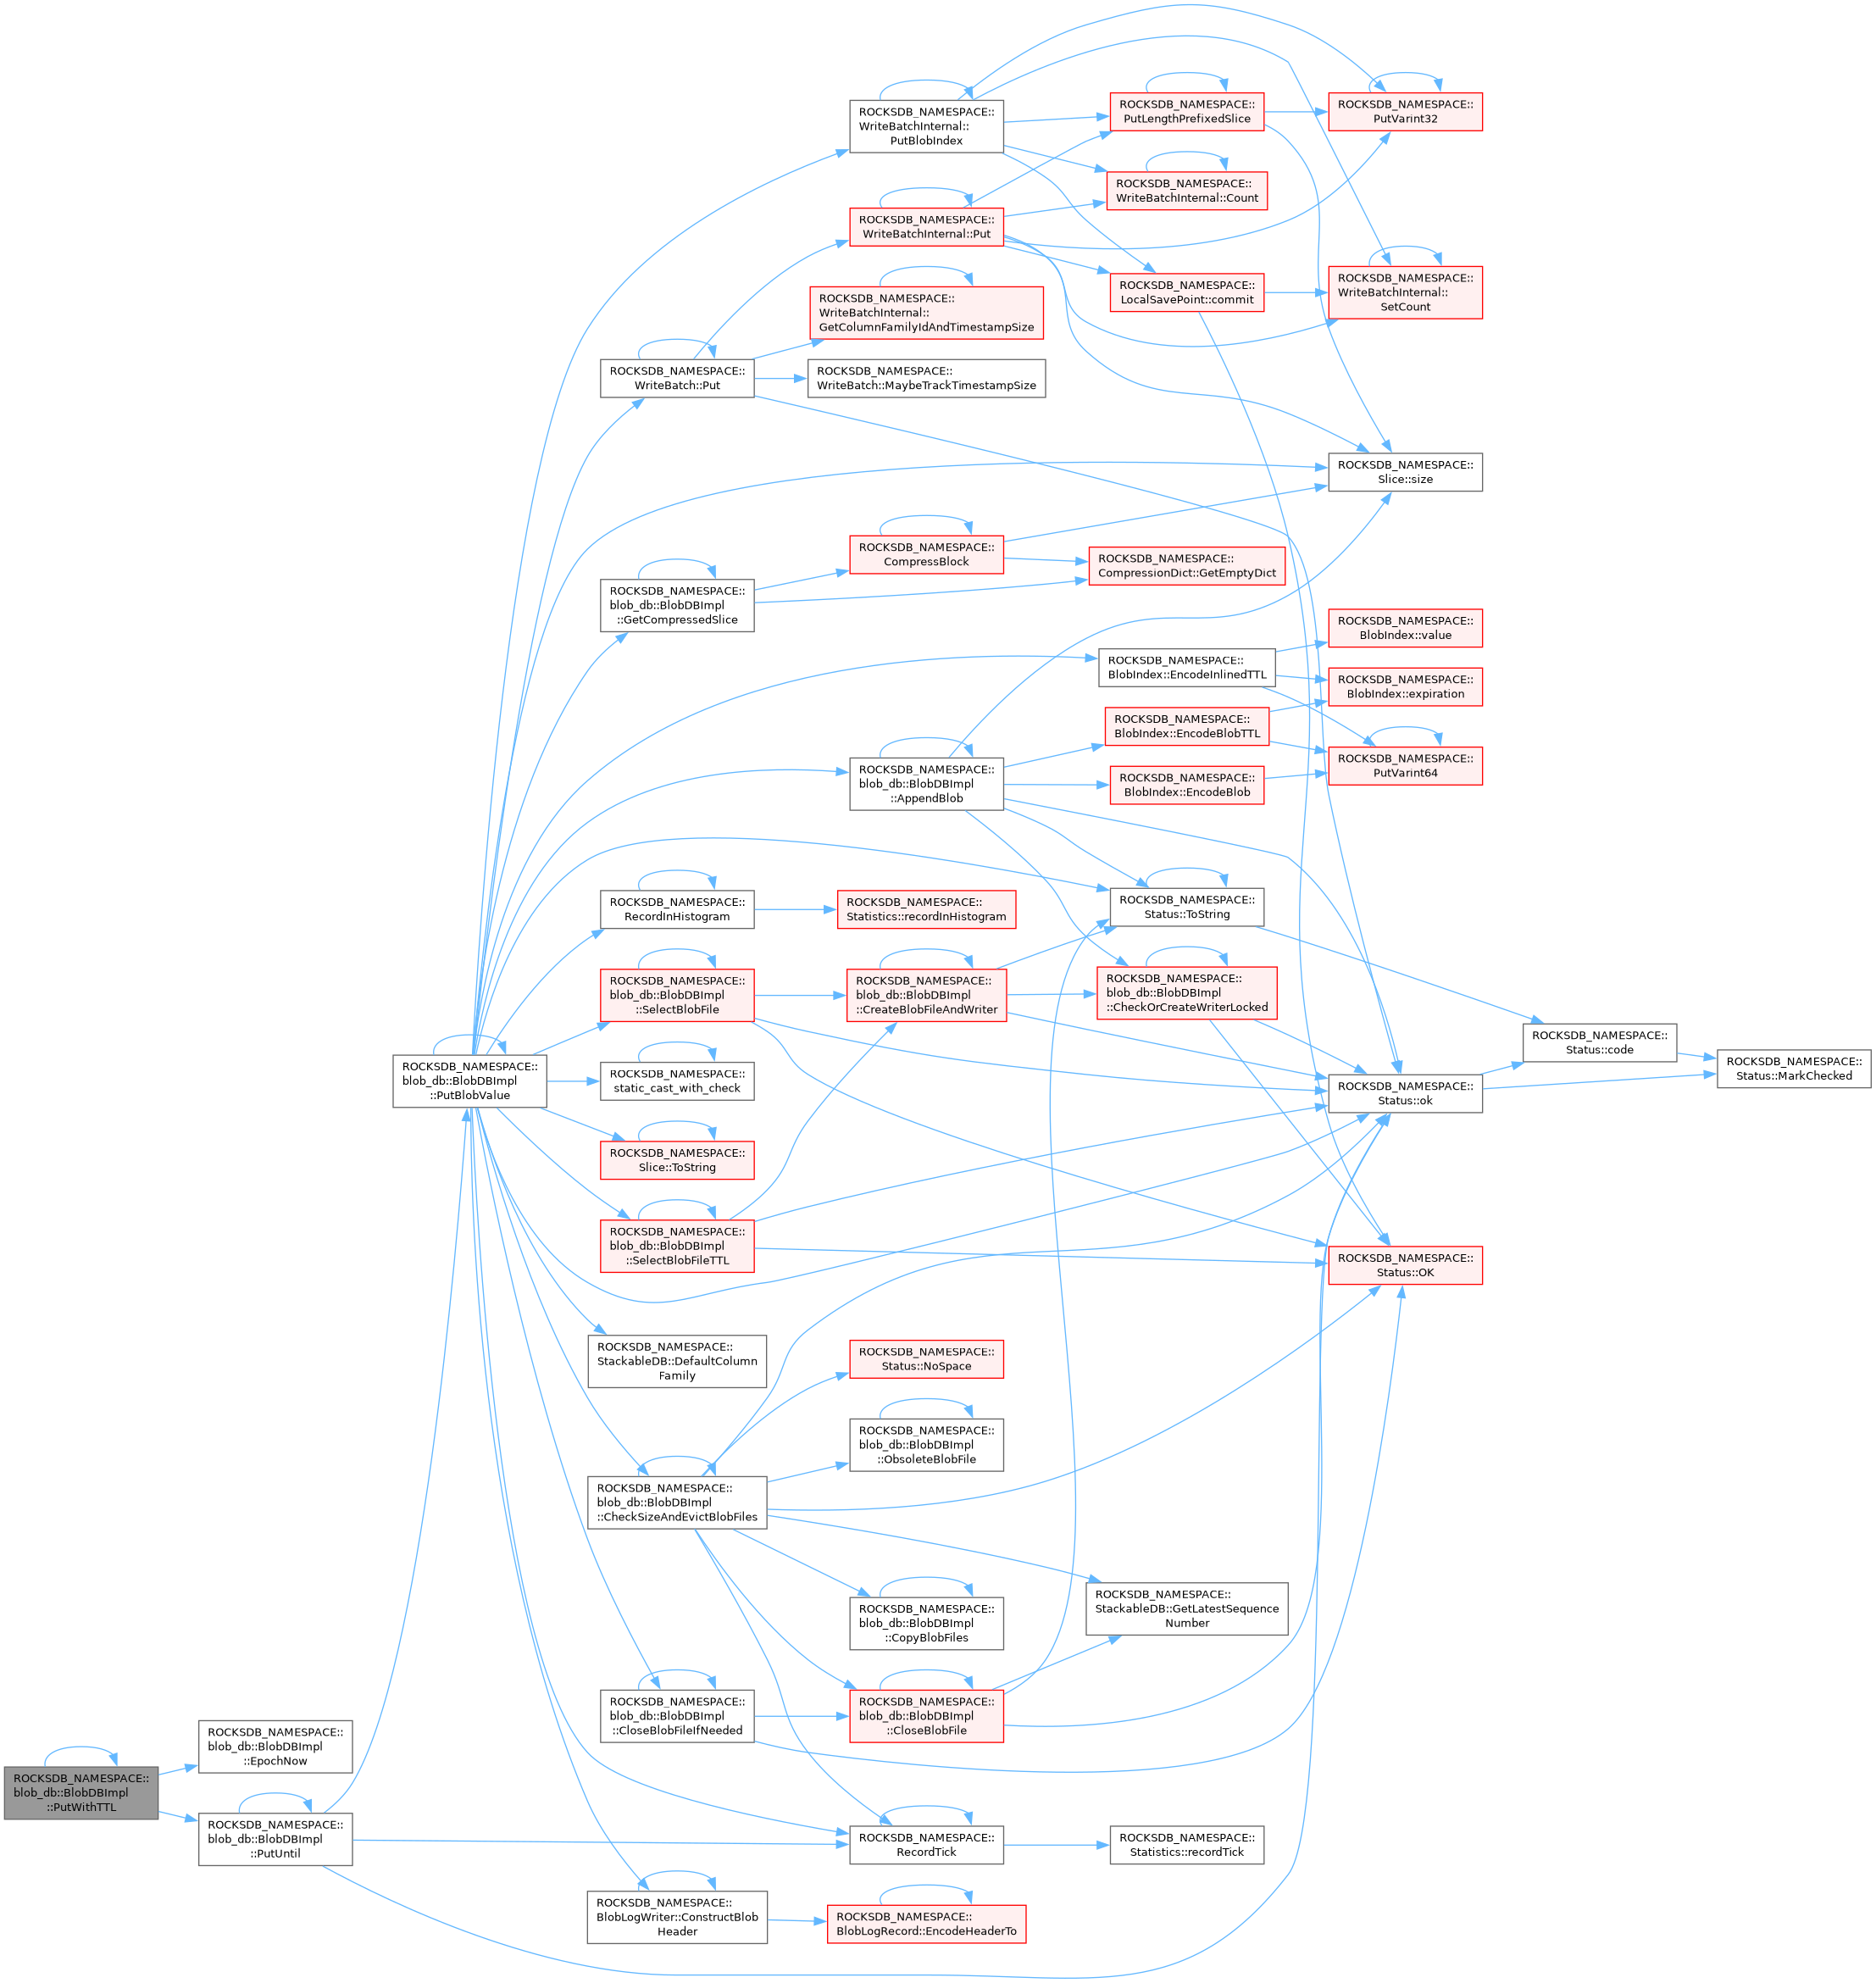 ROCKSDB_NAMESPACE::
blob_db::BlobDBImpl
::PutWithTTL
ROCKSDB_NAMESPACE::
blob_db::BlobDBImpl
::EpochNow
ROCKSDB_NAMESPACE::
blob_db::BlobDBImpl
::PutUntil
ROCKSDB_NAMESPACE::
blob_db::BlobDBImpl
::PutBlobValue
ROCKSDB_NAMESPACE::
WriteBatch::Put
ROCKSDB_NAMESPACE::
blob_db::BlobDBImpl
::GetCompressedSlice
ROCKSDB_NAMESPACE::
RecordInHistogram
ROCKSDB_NAMESPACE::
blob_db::BlobDBImpl
::SelectBlobFile
ROCKSDB_NAMESPACE::
static_cast_with_check
ROCKSDB_NAMESPACE::
Slice::ToString
ROCKSDB_NAMESPACE::
blob_db::BlobDBImpl
::SelectBlobFileTTL
ROCKSDB_NAMESPACE::
StackableDB::DefaultColumn
Family
ROCKSDB_NAMESPACE::
blob_db::BlobDBImpl
::CheckSizeAndEvictBlobFiles
ROCKSDB_NAMESPACE::
blob_db::BlobDBImpl
::CloseBlobFileIfNeeded
ROCKSDB_NAMESPACE::
BlobLogWriter::ConstructBlob
Header
ROCKSDB_NAMESPACE::
WriteBatchInternal::
PutBlobIndex
ROCKSDB_NAMESPACE::
WriteBatchInternal::Put
ROCKSDB_NAMESPACE::
WriteBatchInternal::
GetColumnFamilyIdAndTimestampSize
ROCKSDB_NAMESPACE::
WriteBatch::MaybeTrackTimestampSize
ROCKSDB_NAMESPACE::
CompressBlock
ROCKSDB_NAMESPACE::
blob_db::BlobDBImpl
::AppendBlob
ROCKSDB_NAMESPACE::
Statistics::recordInHistogram
ROCKSDB_NAMESPACE::
blob_db::BlobDBImpl
::CreateBlobFileAndWriter
ROCKSDB_NAMESPACE::
Status::NoSpace
ROCKSDB_NAMESPACE::
blob_db::BlobDBImpl
::ObsoleteBlobFile
ROCKSDB_NAMESPACE::
blob_db::BlobDBImpl
::CopyBlobFiles
ROCKSDB_NAMESPACE::
blob_db::BlobDBImpl
::CloseBlobFile
ROCKSDB_NAMESPACE::
RecordTick
ROCKSDB_NAMESPACE::
BlobLogRecord::EncodeHeaderTo
ROCKSDB_NAMESPACE::
PutLengthPrefixedSlice
ROCKSDB_NAMESPACE::
WriteBatchInternal::Count
ROCKSDB_NAMESPACE::
LocalSavePoint::commit
ROCKSDB_NAMESPACE::
CompressionDict::GetEmptyDict
ROCKSDB_NAMESPACE::
BlobIndex::EncodeInlinedTTL
ROCKSDB_NAMESPACE::
BlobIndex::EncodeBlobTTL
ROCKSDB_NAMESPACE::
BlobIndex::EncodeBlob
ROCKSDB_NAMESPACE::
Status::ToString
ROCKSDB_NAMESPACE::
blob_db::BlobDBImpl
::CheckOrCreateWriterLocked
ROCKSDB_NAMESPACE::
StackableDB::GetLatestSequence
Number
ROCKSDB_NAMESPACE::
Statistics::recordTick
ROCKSDB_NAMESPACE::
PutVarint32
ROCKSDB_NAMESPACE::
WriteBatchInternal::
SetCount
ROCKSDB_NAMESPACE::
Slice::size
ROCKSDB_NAMESPACE::
BlobIndex::value
ROCKSDB_NAMESPACE::
BlobIndex::expiration
ROCKSDB_NAMESPACE::
PutVarint64
ROCKSDB_NAMESPACE::
Status::ok
ROCKSDB_NAMESPACE::
Status::OK
ROCKSDB_NAMESPACE::
Status::code
ROCKSDB_NAMESPACE::
Status::MarkChecked